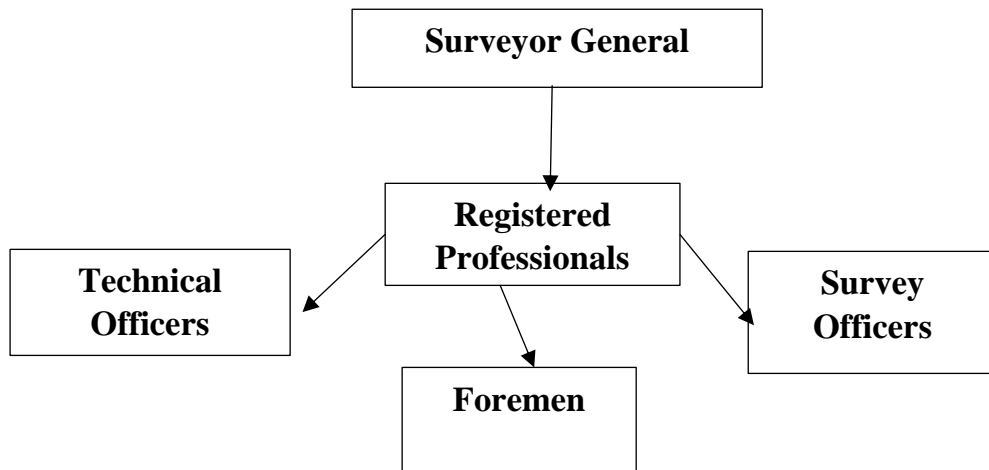 Surveyor General
Registered
Professionals
Technical
Officers
Survey
Officers
Foremen